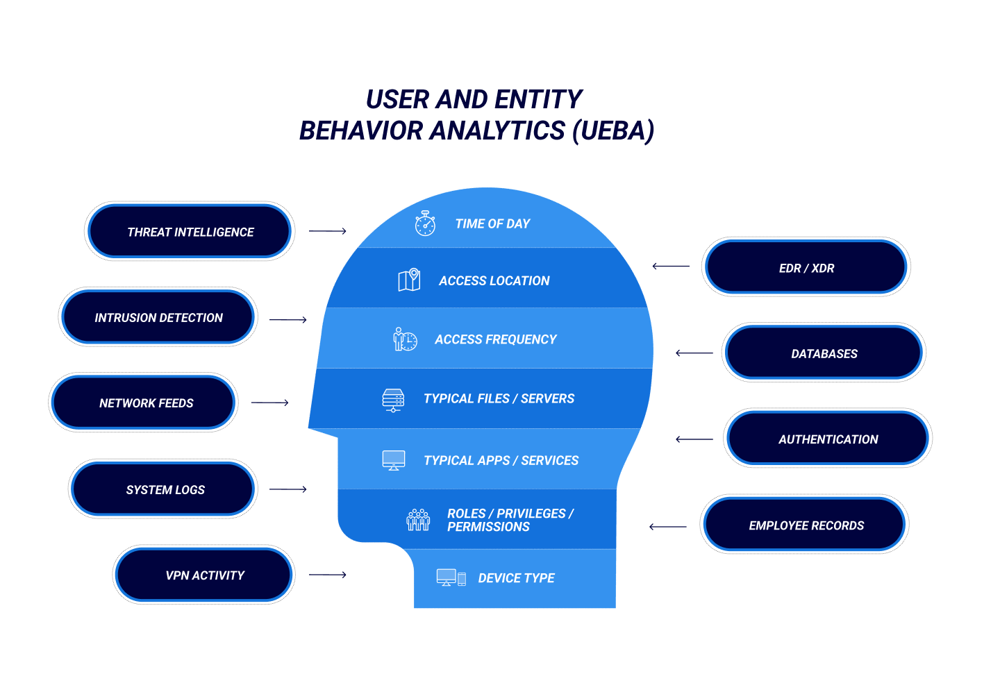 USER AND ENTITY
BEHAVIOR ANALYTICS (UEBA)
THREAT INTELLIGENCE
INTRUSION DETECTION
NETWORK FEEDS
SYSTEM LOGS
VPN ACTIVITY
TIME OF DAY
ACCESS LOCATION
ACCESS FREQUENCY
TYPICAL FILES / SERVERS
TYPICAL APPS / SERVICES
ROLES / PRIVILEGES /
PERMISSIONS
DEVICE TYPE
EDR / XDR
DATABASES
AUTHENTICATION
EMPLOYEE RECORDS